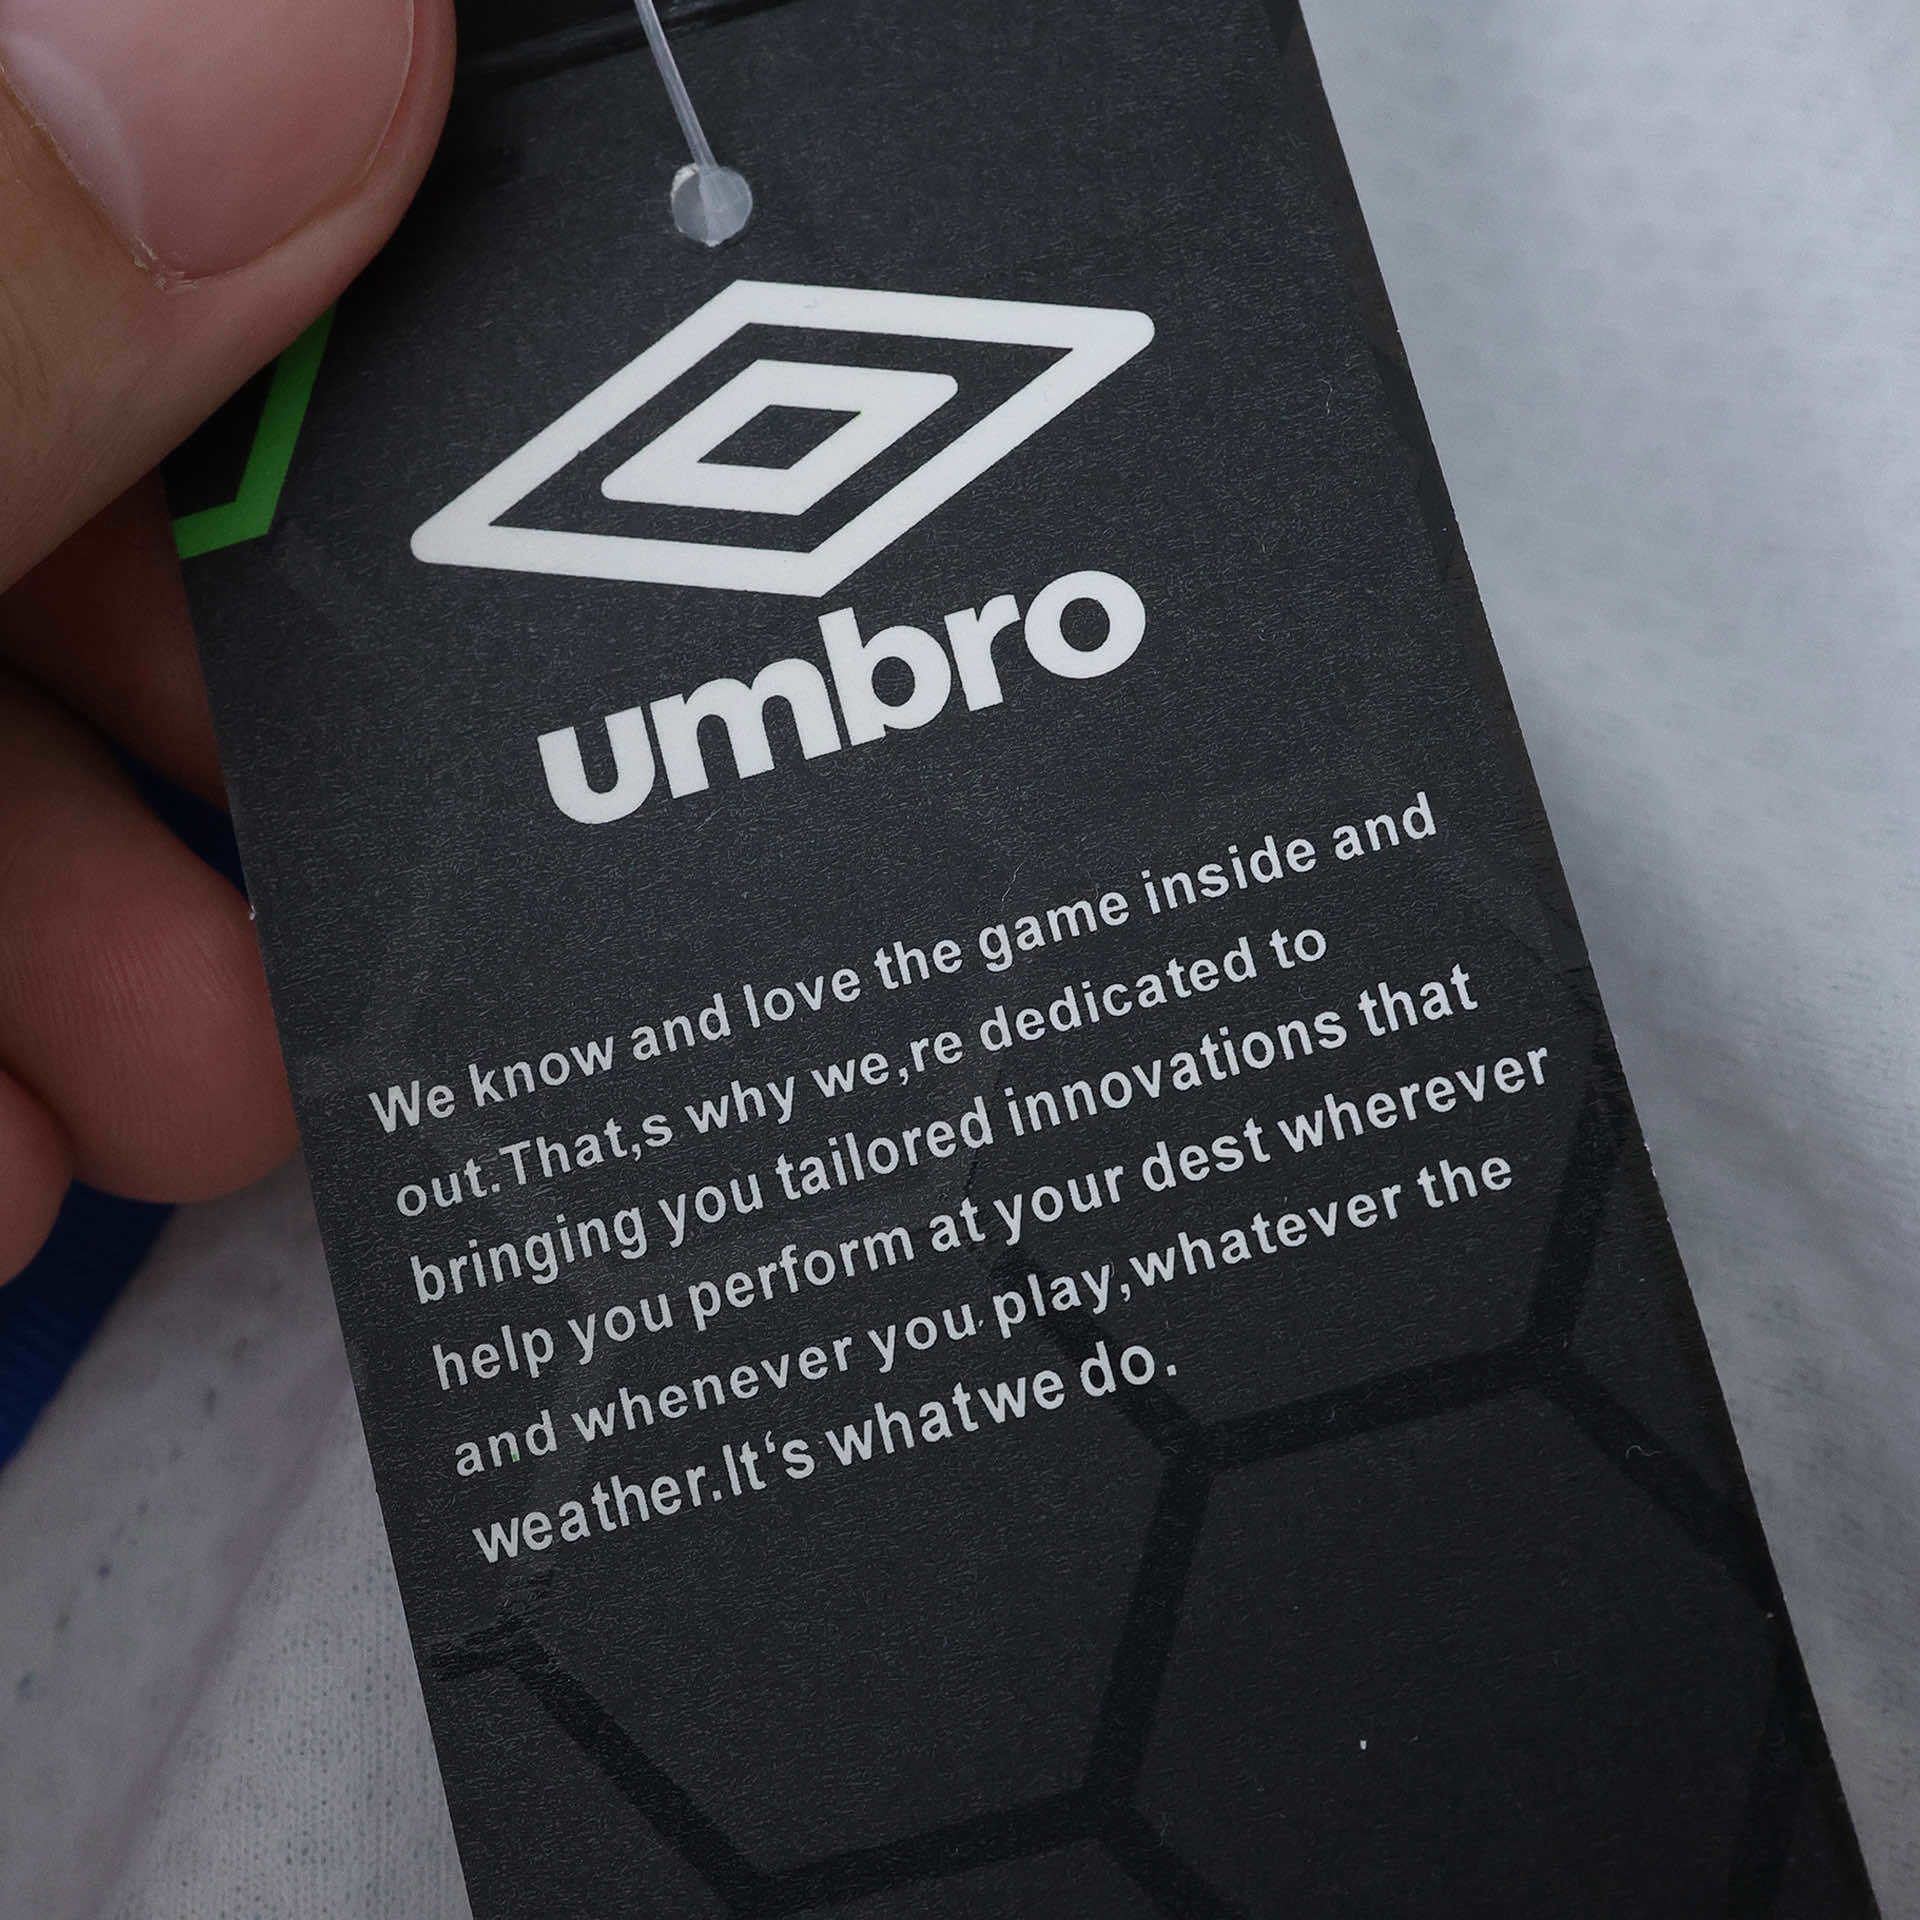 umbro
We know and love the game inside and
out.That,s why we,re dedicated to
bringing you tailored innovations that
help you perform at your dest wherever
and whenever you play,whatever the
weather.It‘s whatwe do.